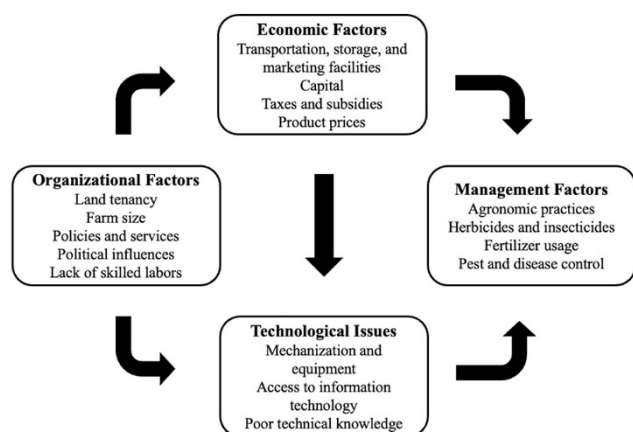 Economic Factors
Transportation, storage, and
marketing facilities
Capital
Taxes and subsidies
Product prices
Organizational Factors
Land tenancy
Farm size
Policies and services
Political influences
Lack of skilled labors
Management Factors
Agronomic practices
Herbicides and insecticides
Fertilizer usage
Pest and disease control
Technological Issues
Mechanization and
equipment
Access to information
technology
Poor technical knowledge